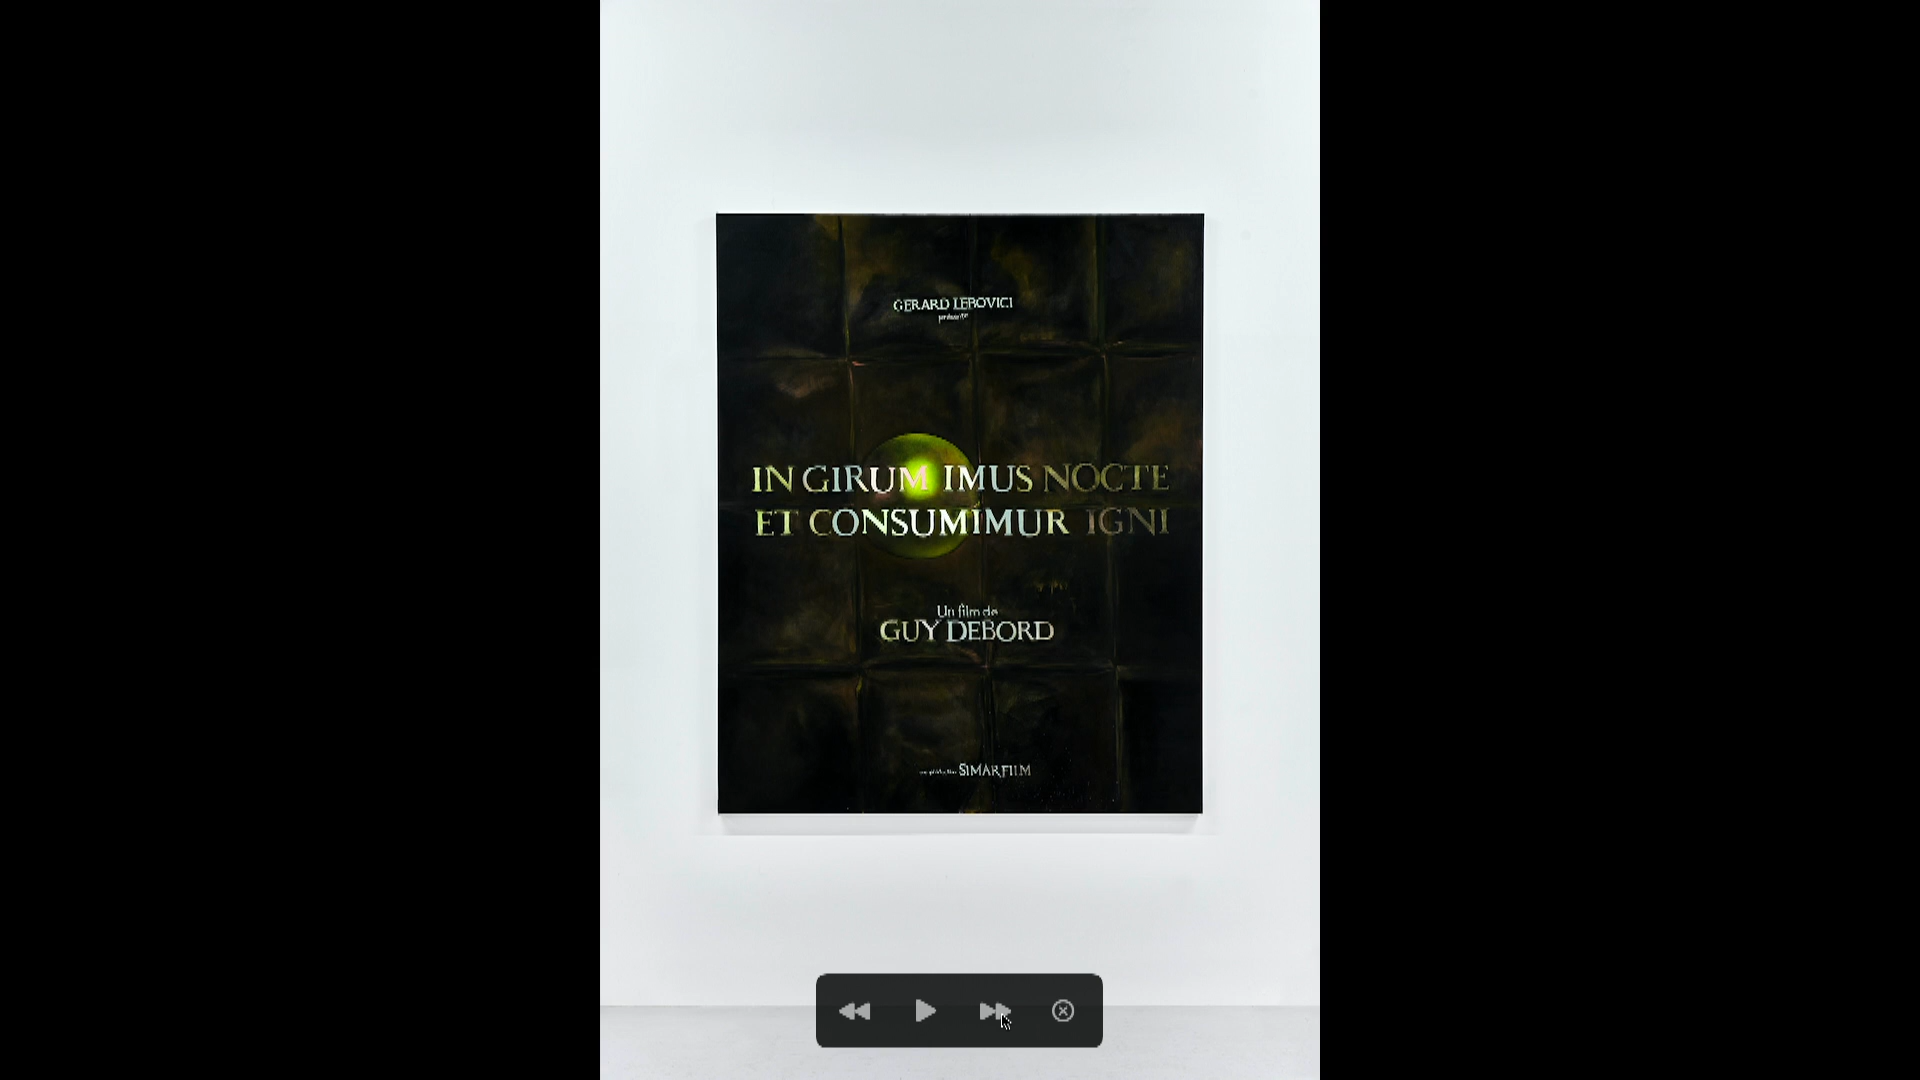 GERARD LEBOVICI
IN GIRUM IMUS NOCTE
ET CONSUMIMUR IGNI
Un film de
GUY DEBORD
SIMARFILM